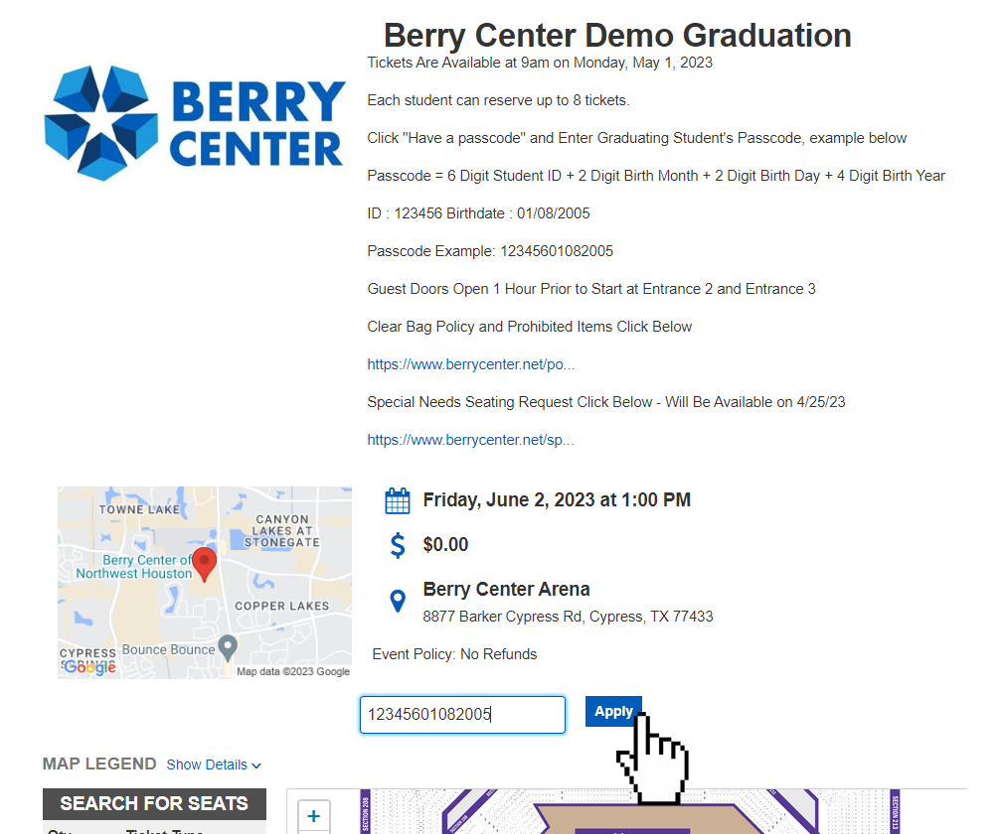 Berry Center Demo Graduation
Tickets Are Available at 9am on Monday, May 1, 2023
BERRY
CENTER
Each student can reserve up to 8 tickets.
Click "Have a passcode" and Enter Graduating Student's Passcode, example below
Passcode = 6 Digit Student ID + 2 Digit Birth Month + 2 Digit Birth Day + 4 Digit Birth Year
ID : 123456 Birthdate : 01/08/2005
Passcode Example: 12345601082005
Guest Doors Open 1 Hour Prior to Start at Entrance 2 and Entrance 3
Clear Bag Policy and Prohibited Items Click Below
https://www.berrycenter.net/po...
Special Needs Seating Request Click Below - Will Be Available on 4/25/23
https://www.berrycenter.net/sp...
TOWNE LAKE
CANYON
LAKES AT
STONEGATE
Berry Center of
Northwest Houston
COPPER LAKES
CYPRESS
Bounce Bounce
Google
Map data ©2023 Google
Friday, June 2, 2023 at 1:00 PM
$0.00
Berry Center Arena
8877 Barker Cypress Rd, Cypress, TX 77433
Event Policy: No Refunds
12345601082005
Apply
MAP LEGEND Show Details
SEARCH FOR SEATS
+
SECTION 208
SECTION 213